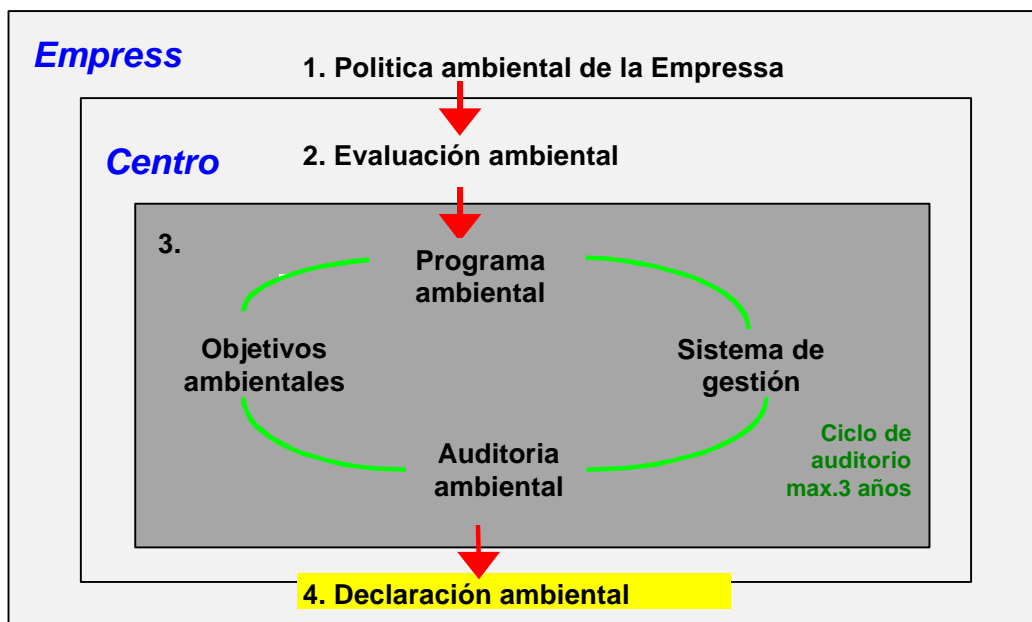 Empress
1. Politica ambiental de la Empressa
Centro
2. Evaluación ambiental
3.
Programa
ambiental
Objetivos
ambientales
Sistema de
gestión
Auditoria
ambiental
Ciclo de
auditorio
max.3 años
4. Declaración ambiental